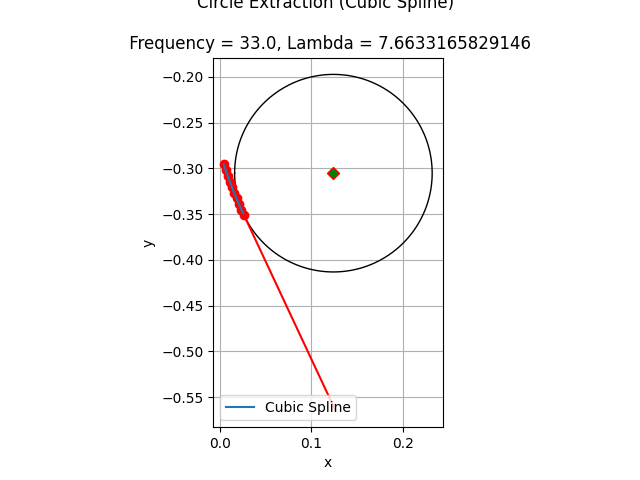 Circle Extraction (Cubic Spline)
Frequency = 33.0, Lambda = 7.6633165829146
−0.20
−0.25
−0.30
−0.35
−0.40
−0.45
−0.50
−0.55
y
Cubic Spline
0.0 0.1 0.2
x